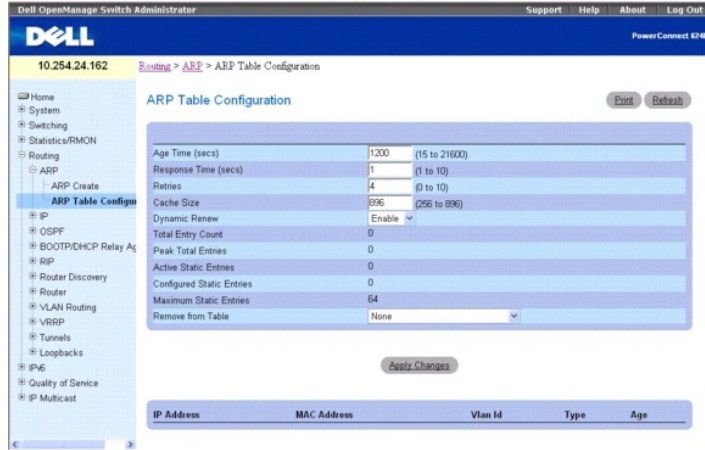 Dell OpenManage Switch Administrator
Support Help About Log Out
DELL
PowerConnect 6248
10.254.24.162
Routing > ARP > ARP Table Configuration
Home
System
Switching
Statistics/RMON
Routing
ARP
ARP Create
ARP Table Configur
IP
OSPF
BOOTP/DHCP Relay Ag
RIP
Router Discovery
Router
VLAN Routing
VRRP
Tunnels
Loopbacks
IPv6
Quality of Service
IP Multicast
ARP Table Configuration
Print Refresh
Age Time (secs) 1200 (15 to 21600)
Response Time (secs) 1 (1 to 10)
Retries 4 (0 to 10)
Cache Size 896 (256 to 896)
Dynamic Renew Enable
Total Entry Count 0
Peak Total Entries 0
Active Static Entries 0
Configured Static Entries 0
Maximum Static Entries 64
Remove from Table None
Apply Changes
IP Address MAC Address Vlan Id Type Age